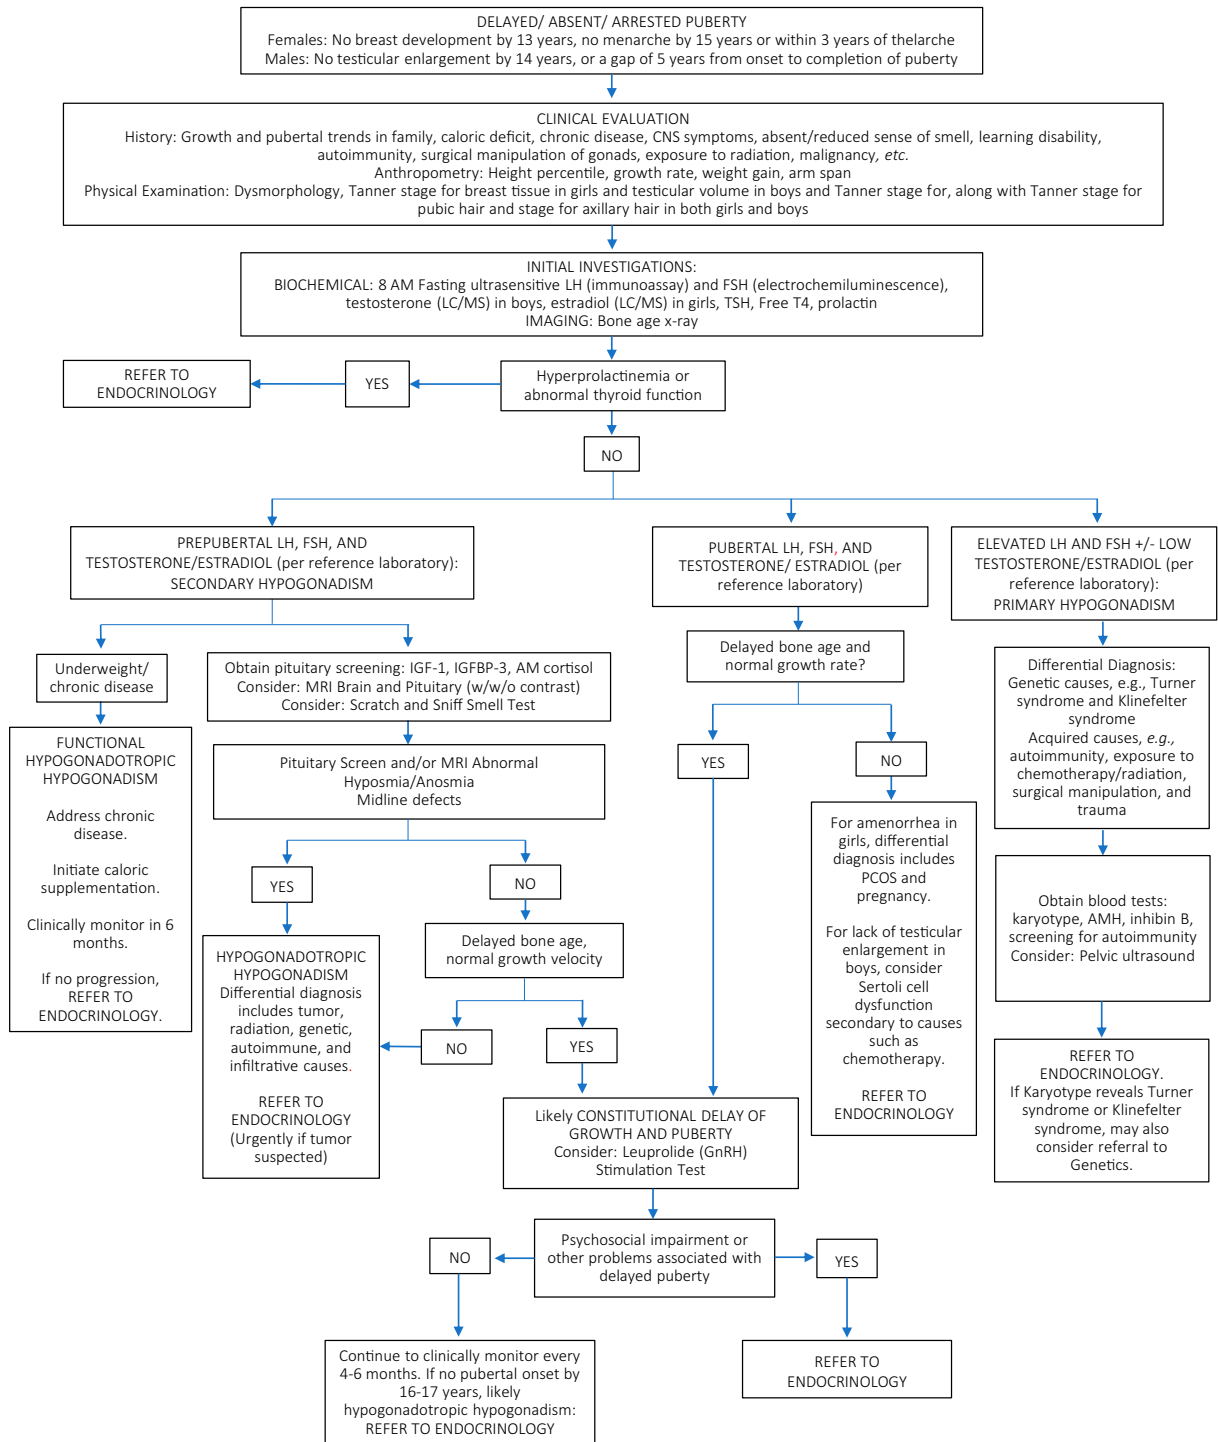 DELAYED/ ABSENT/ ARRESTED PUBERTY
Females: No breast development by 13 years, no menarche by 15 years or within 3 years of thelarche
Males: No testicular enlargement by 14 years, or a gap of 5 years from onset to completion of puberty
CLINICAL EVALUATION
History: Growth and pubertal trends in family, caloric deficit, chronic disease, CNS symptoms, absent/reduced sense of smell, learning disability,
autoimmunity, surgical manipulation of gonads, exposure to radiation, malignancy, etc.
Anthropometry: Height percentile, growth rate, weight gain, arm span
Physical Examination: Dysmorphology, Tanner stage for breast tissue in girls and testicular volume in boys and Tanner stage for, along with Tanner stage for
pubic hair and stage for axillary hair in both girls and boys
INITIAL INVESTIGATIONS:
BIOCHEMICAL: 8 AM Fasting ultrasensitive LH (immunoassay) and FSH (electrochemiluminescence),
testosterone (LC/MS) in boys, estradiol (LC/MS) in girls, TSH, Free T4, prolactin
IMAGING: Bone age x-ray
REFER TO
ENDOCRINOLOGY
YES
Hyperprolactinemia or
abnormal thyroid function
NO
PREPUBERTAL LH, FSH, AND
TESTOSTERONE/ESTRADIOL (per reference laboratory):
SECONDARY HYPOGONADISM
PUBERTAL LH, FSH, AND
TESTOSTERONE/ ESTRADIOL (per
reference laboratory)
ELEVATED LH AND FSH +/- LOW
TESTOSTERONE/ESTRADIOL (per
reference laboratory):
PRIMARY HYPOGONADISM
Underweight/
chronic disease
Obtain pituitary screening: IGF-1, IGFBP-3, AM cortisol
Consider: MRI Brain and Pituitary (w/w/o contrast)
Consider: Scratch and Sniff Smell Test
Delayed bone age and
normal growth rate?
Differential Diagnosis:
Genetic causes, e.g., Turner
syndrome and Klinefelter
syndrome
Acquired causes, e.g.,
autoimmunity, exposure to
chemotherapy/radiation,
surgical manipulation, and
trauma
FUNCTIONAL
HYPOGONADOTROPIC
HYPOGONADISM
Address chronic
disease.
Initiate caloric
supplementation.
Clinically monitor in 6
months.
If no progression,
REFER TO
ENDOCRINOLOGY.
Pituitary Screen and/or MRI Abnormal
Hyposmia/Anosmia
Midline defects
YES
NO
For amenorrhea in
girls, differential
diagnosis includes
PCOS and
pregnancy.
For lack of testicular
enlargement in
boys, consider
Sertoli cell
dysfunction
secondary to causes
such as
chemotherapy.
REFER TO
ENDOCRINOLOGY
YES
NO
Obtain blood tests:
karyotype, AMH, inhibin B,
screening for autoimmunity
Consider: Pelvic ultrasound
HYPOGONADOTROPIC
HYPOGONADISM
Differential diagnosis
includes tumor,
radiation, genetic,
autoimmune, and
infiltrative causes.
REFER TO
ENDOCRINOLOGY
(Urgently if tumor
suspected)
Delayed bone age,
normal growth velocity
NO
YES
REFER TO
ENDOCRINOLOGY.
If Karyotype reveals Turner
syndrome or Klinefelter
syndrome, may also
consider referral to
Genetics.
Likely CONSTITUTIONAL DELAY OF
GROWTH AND PUBERTY
Consider: Leuprolide (GnRH)
Stimulation Test
NO
Psychosocial impairment or
other problems associated with
delayed puberty
YES
Continue to clinically monitor every
4-6 months. If no pubertal onset by
16-17 years, likely
hypogonadotropic hypogonadism:
REFER TO ENDOCRINOLOGY
REFER TO
ENDOCRINOLOGY